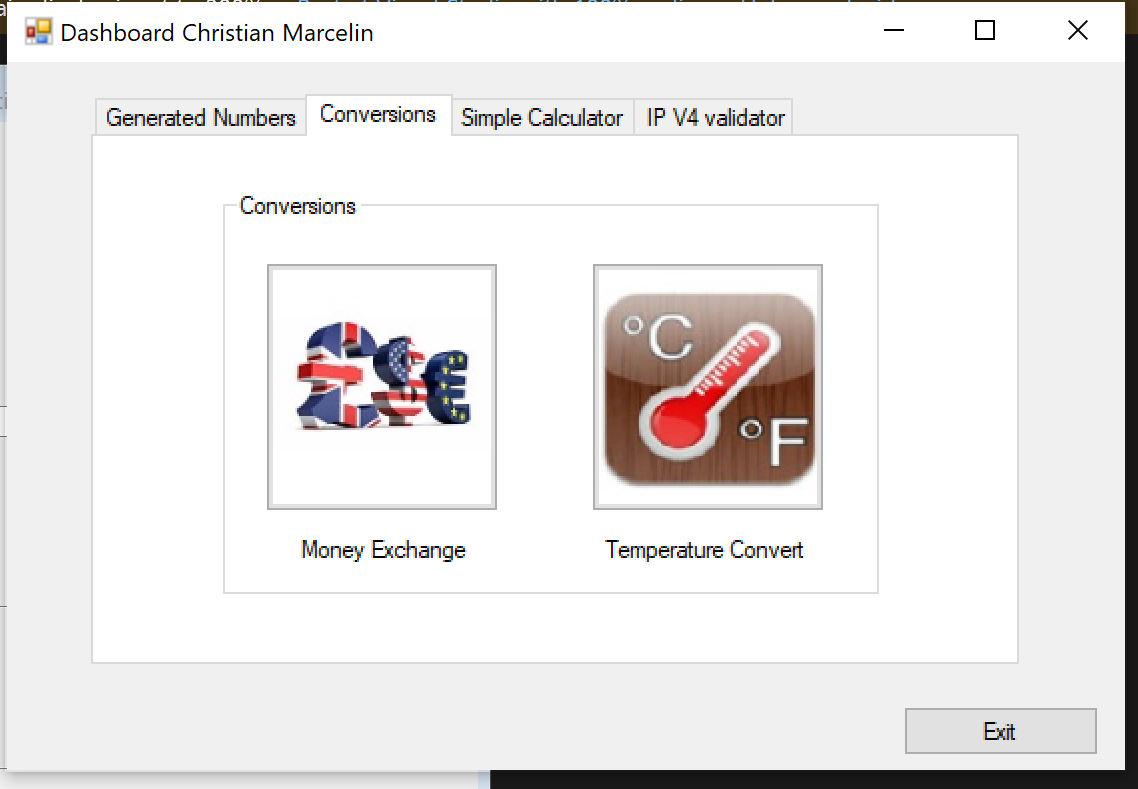 Dashboard Christian Marcelin
Generated Numbers
Conversions
Simple Calculator
IP V4 validator
Conversions
°C
°F
£$€
Money Exchange
Temperature Convert
Exit